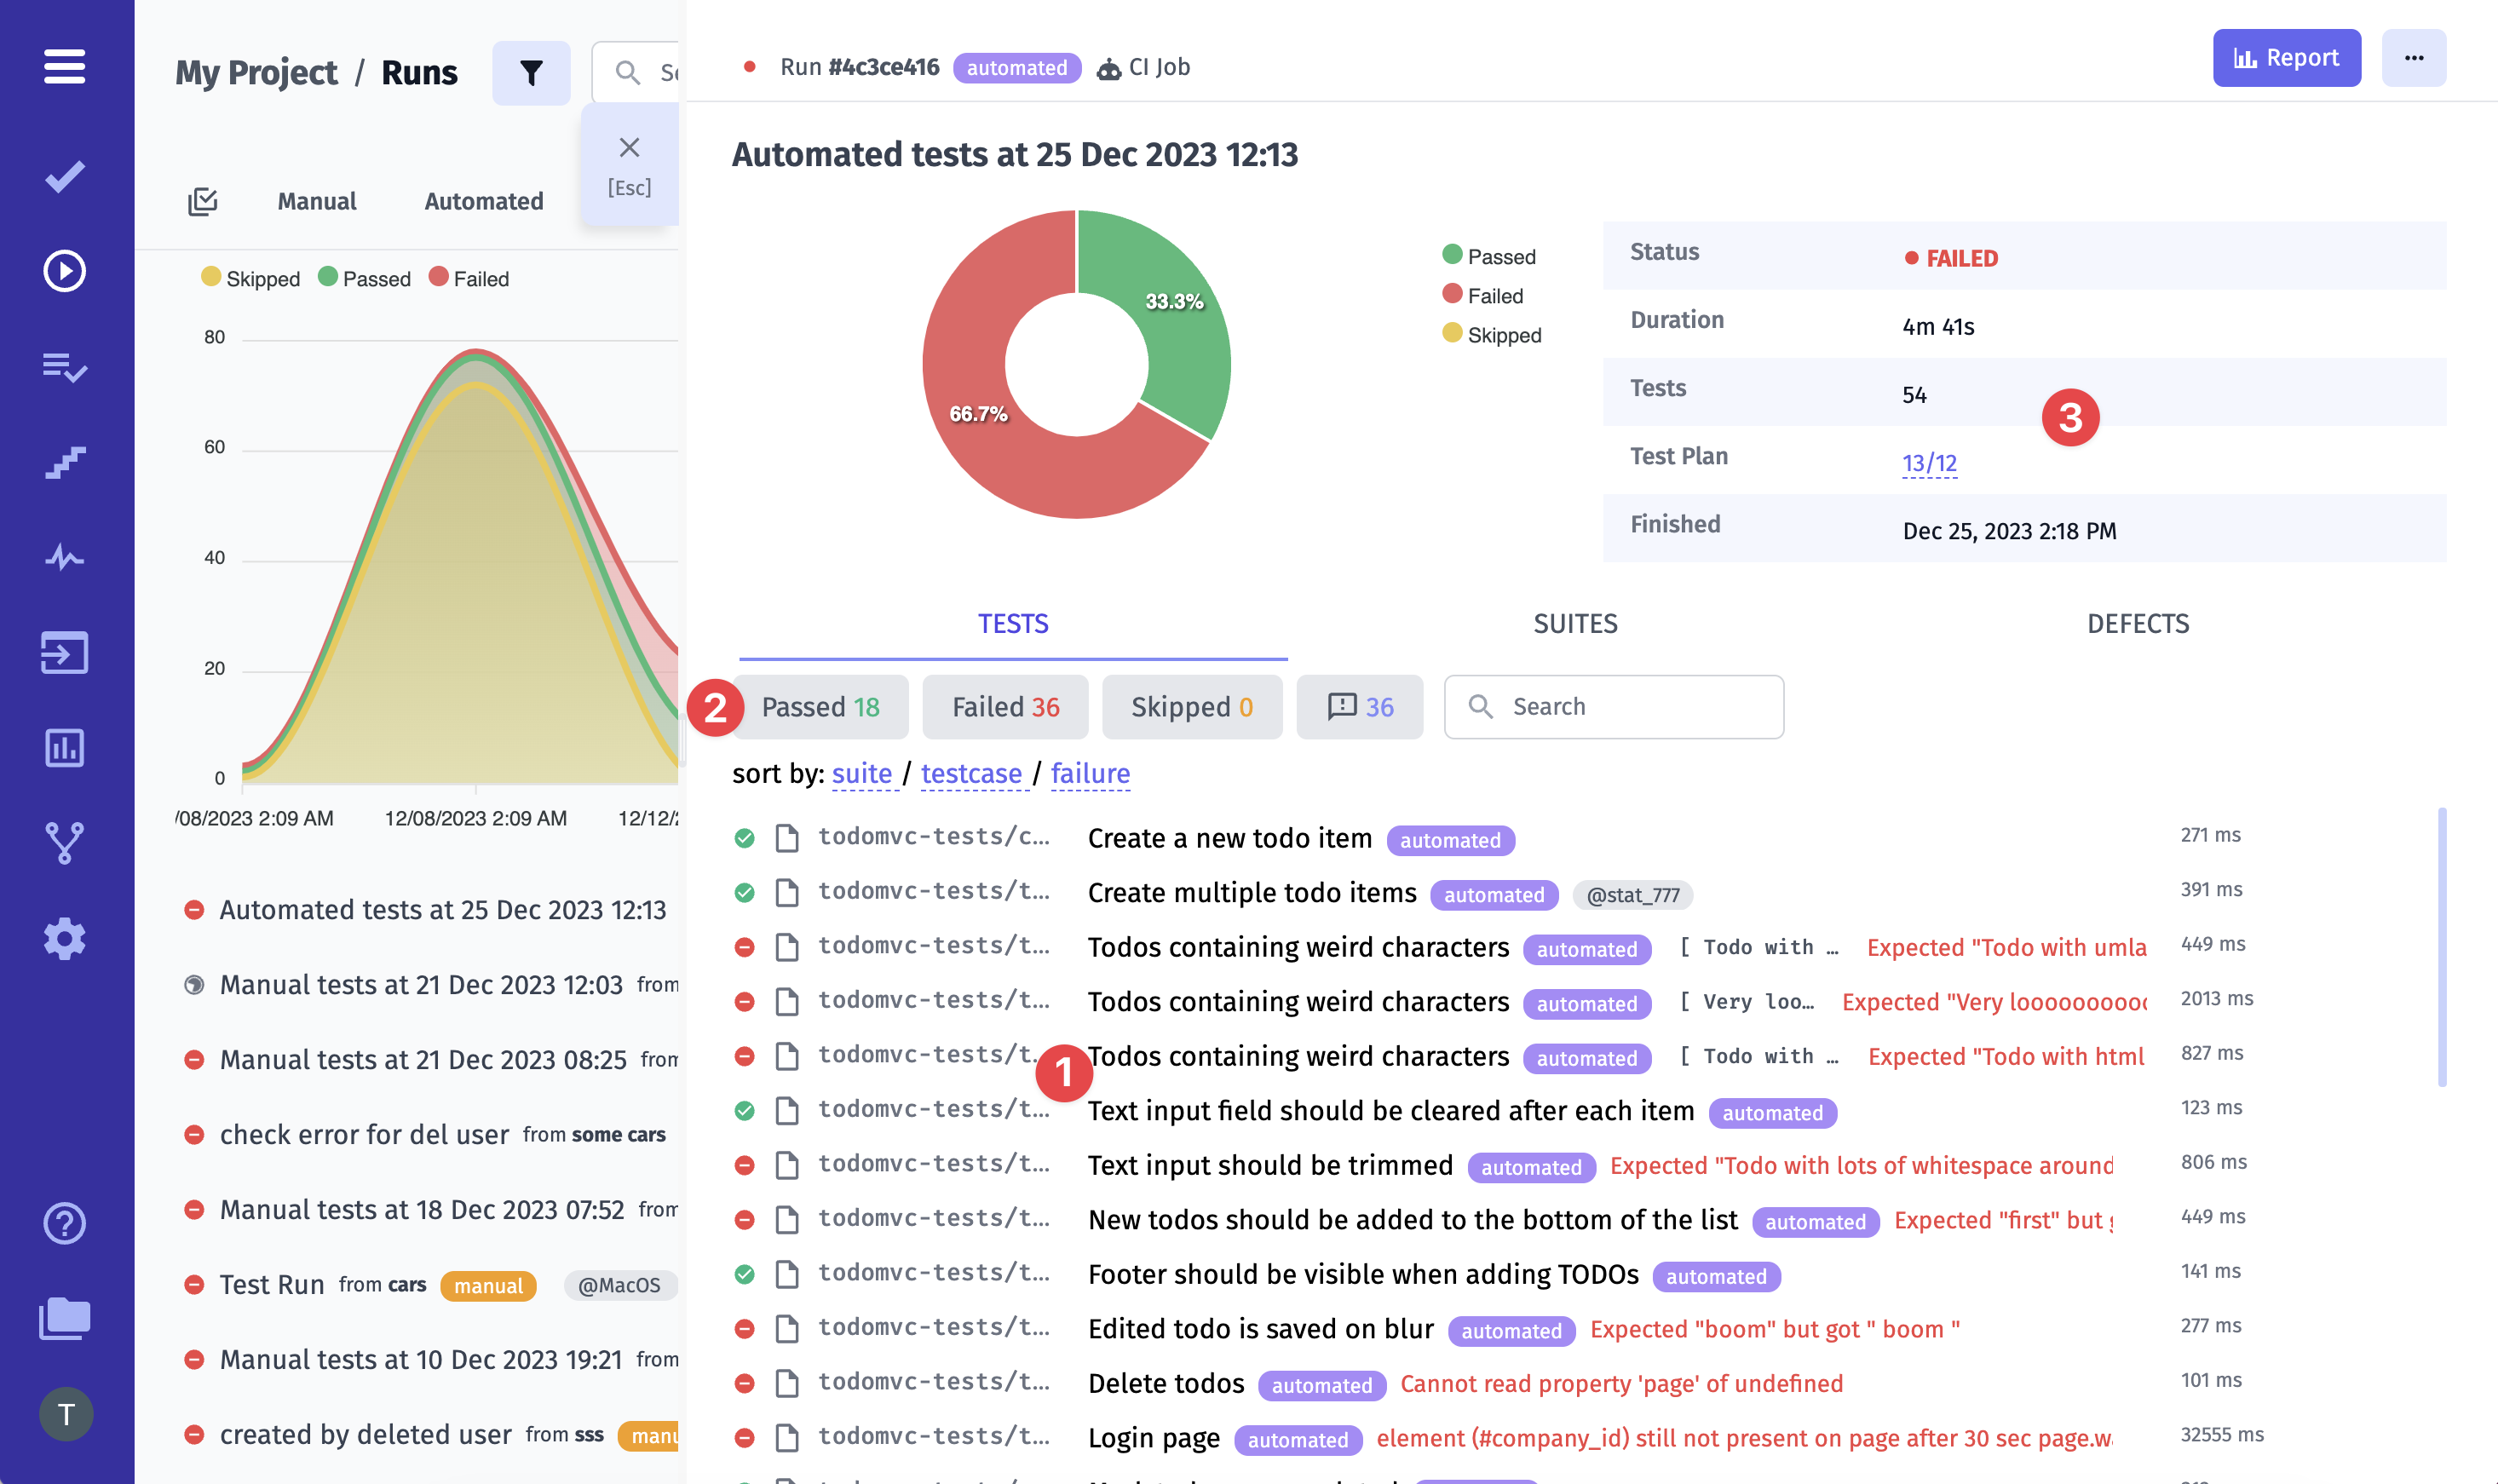 My Project / Runs
[Esc]
Manual Automated
Skipped Passed Failed
80
60
40
20
0
/08/2023 2:09 AM 12/08/2023 2:09 AM 12/12/
Automated tests at 25 Dec 2023 12:13
Manual tests at 21 Dec 2023 12:03 from
Manual tests at 21 Dec 2023 08:25 from
check error for del user from some cars
Manual tests at 18 Dec 2023 07:52 from
Test Run from cars manual @MacOS
Manual tests at 10 Dec 2023 19:21 from
created by deleted user from sss
T
Run #4c3ce416 automated CI Job
Report ...
Automated tests at 25 Dec 2023 12:13
33.3%
66.7%
Passed
Failed
Skipped
Status FAILED
Duration 4m 41s
Tests 54
3
Test Plan 13/12
Finished Dec 25, 2023 2:18 PM
TESTS SUITES DEFECTS
2 Passed 18 Failed 36 Skipped 0 36 Search
sort by: suite / testcase / failure
todomvc-tests/c... Create a new todo item automated 271 ms
todomvc-tests/t... Create multiple todo items automated @stat_777 391 ms
todomvc-tests/t... Todos containing weird characters automated [ Todo with … Expected "Todo with umla 449 ms
todomvc-tests/t... Todos containing weird characters automated [ Very loo… Expected "Very looooooooo 2013 ms
todomvc-tests/t... Todos containing weird characters automated [ Todo with … Expected "Todo with html 827 ms
1
todomvc-tests/t... Text input field should be cleared after each item automated 123 ms
todomvc-tests/t... Text input should be trimmed automated Expected "Todo with lots of whitespace around 806 ms
todomvc-tests/t... New todos should be added to the bottom of the list automated Expected "first" but 449 ms
todomvc-tests/t... Footer should be visible when adding TODOs automated 141 ms
todomvc-tests/t... Edited todo is saved on blur automated Expected "boom" but got " boom " 277 ms
todomvc-tests/t... Delete todos automated Cannot read property 'page' of undefined 101 ms
todomvc-tests/t... Login page automated element (#company_id) still not present on page after 30 sec page.w 32555 ms